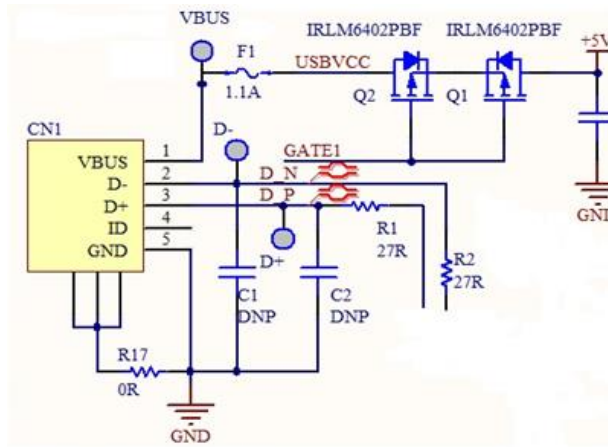 VBUS
IRLM6402PBF
IRLM6402PBF
F1
USBVCC
+5V
1.1A
Q2
Q1
CN1
D-
VBUS
1
GATE1
D-
2
D_N
D+
3
D_P
ID
4
R1
GND
5
27R
D+
R2
27R
GND
C1
C2
DNP
DNP
R17
0R
GND